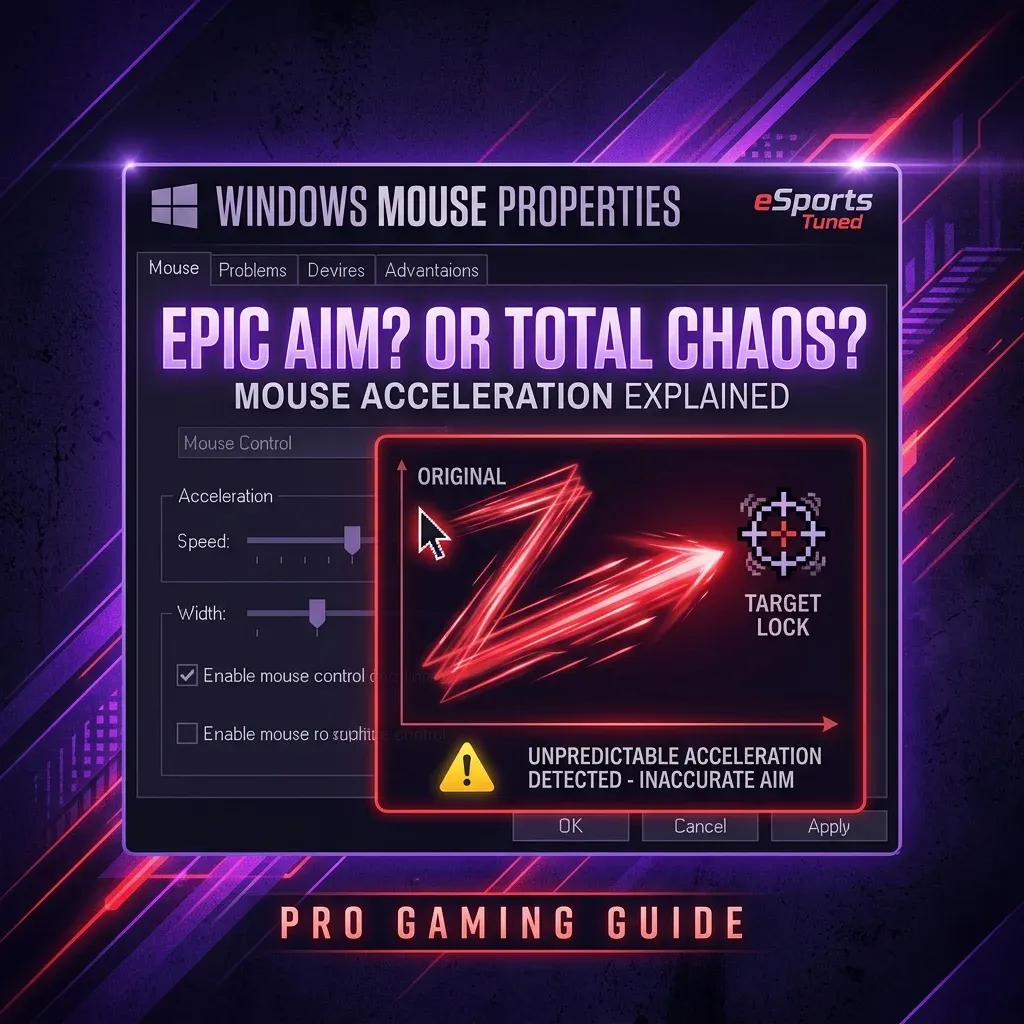 WINDOWS MOUSE PROPERTIES
eSports
Tuned
Mouse Problems Devires Advantaions
EPIC AIM? OR TOTAL CHAOS?
MOUSE ACCELERATION EXPLAINED
Mouse Control
Acceleration
Speed:
Width:
Enable mouse control
Enable mouse ro
ORIGINAL
TARGET
LOCK
UNPREDICTABLE ACCELERATION
DETECTED - INACCURATE AIM
OK Cancel Apply
PRO GAMING GUIDE